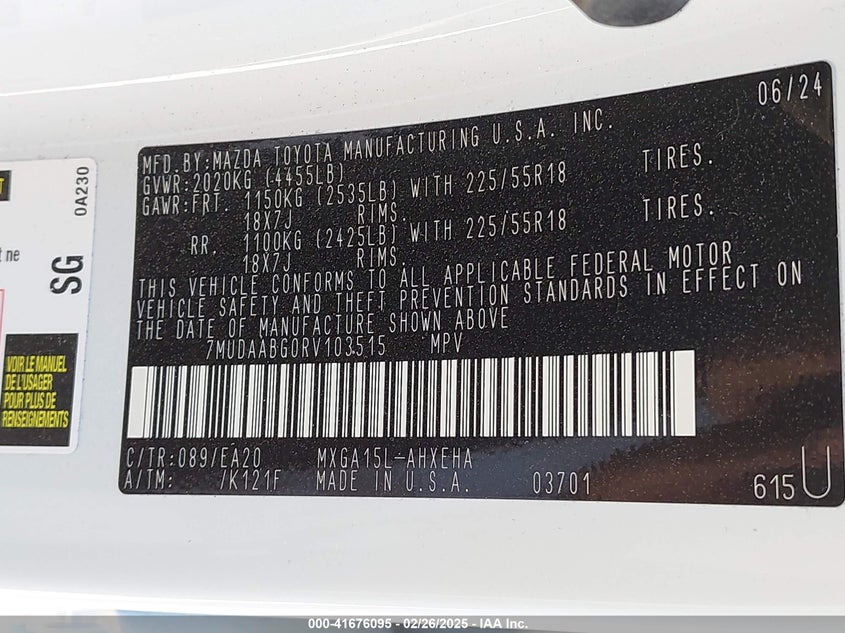 06/24
MFD.BY:MAZDA TOYOTA MANUFACTURING U.S.A. INC.
GVWR:2020KG (4455LB)
GAWR:FRT. 1150KG (2535LB) WITH 225/55R18 TIRES.
18X7J RIMS.
RR. 1100KG (2425LB) WITH 225/55R18 TIRES.
18X7J RIMS.
THIS VEHICLE CONFORMS TO ALL APPLICABLE FEDERAL MOTOR
VEHICLE SAFETY AND THEFT PREVENTION STANDARDS IN EFFECT ON
THE DATE OF MANUFACTURE SHOWN ABOVE
7MUDAABG0RV103515 MPV
C/TR:089/EA20 MXGA15L-AHXEHA
A/TM: /K121F MADE IN U.S.A. 03701 615U
0A230
SG
ne
VOIR LE MANUEL
DE L'USAGER
POUR PLUS DE
RENSEIGNEMENTS
000-41676095 - 02/26/2025 - IAA Inc.